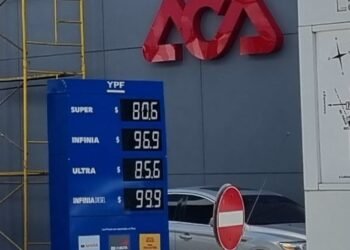 ACA
YPF
SUPER $ 80.6
INFINIA $ 96.9
ULTRA $ 85.6
INFINIA DIESEL $ 99.9